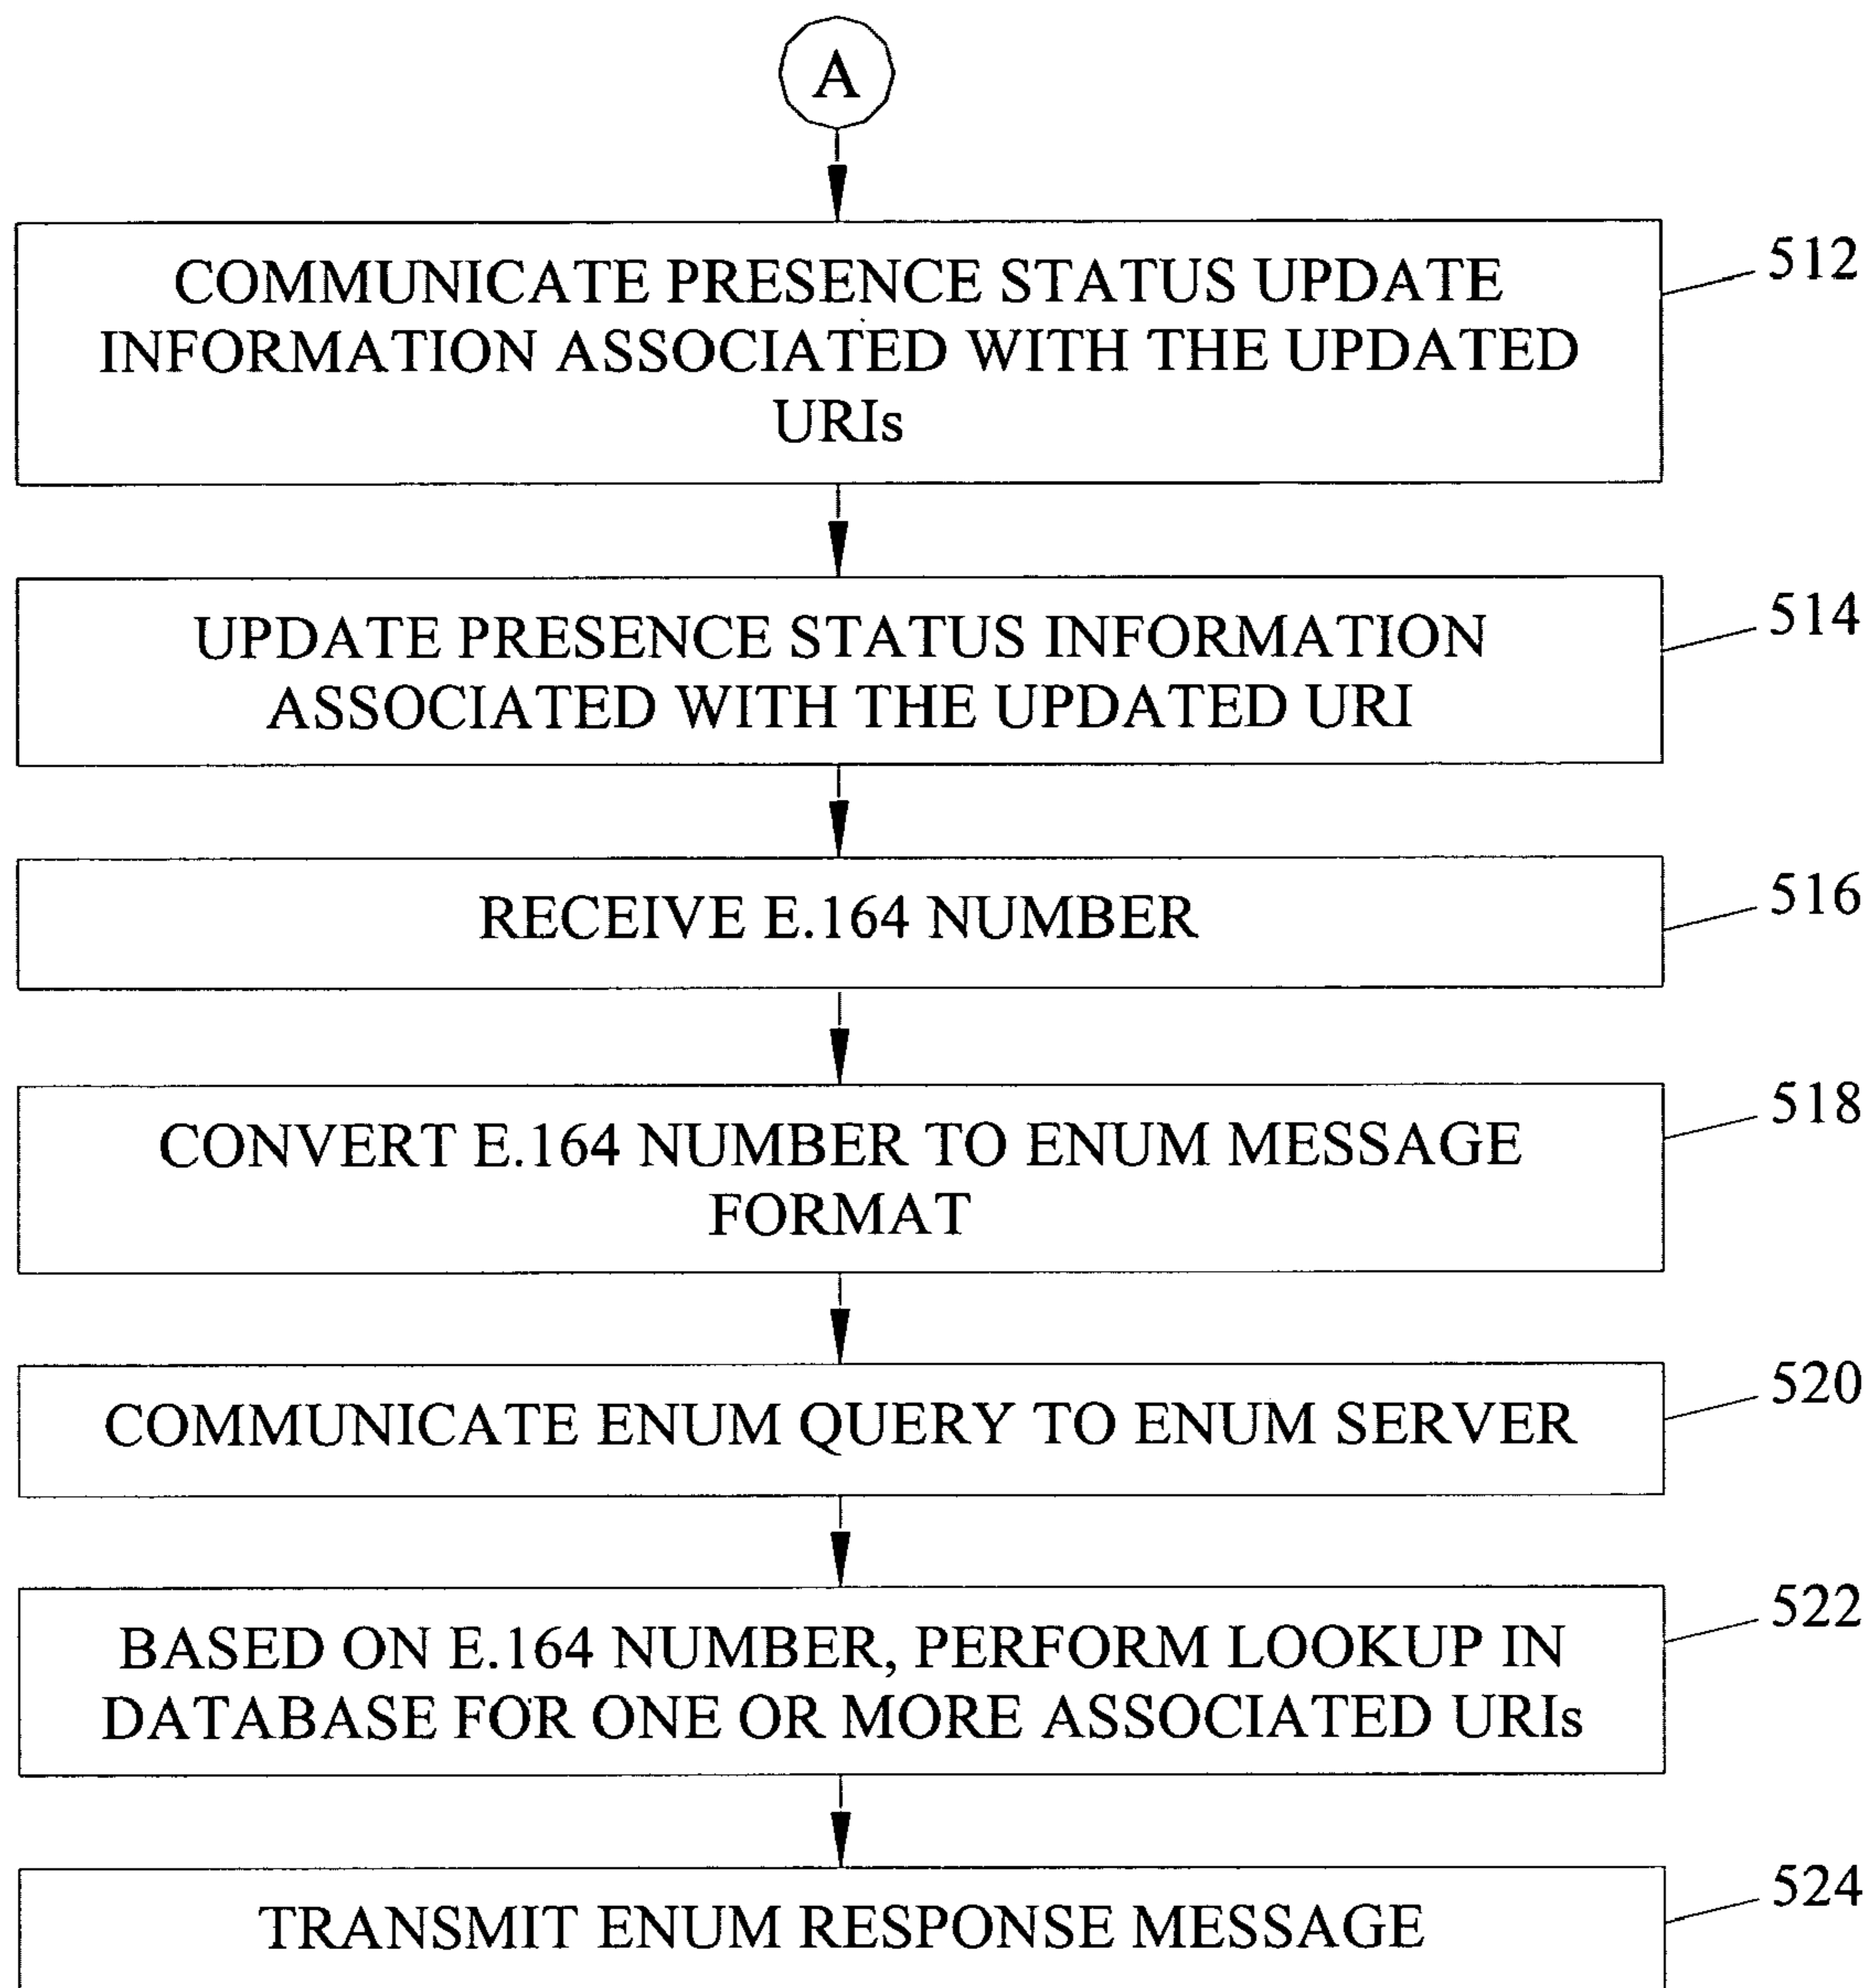 A
COMMUNICATE PRESENCE STATUS UPDATE
INFORMATION ASSOCIATED WITH THE UPDATED
URIs
512
UPDATE PRESENCE STATUS INFORMATION
ASSOCIATED WITH THE UPDATED URI
514
RECEIVE E.164 NUMBER
516
CONVERT E.164 NUMBER TO ENUM MESSAGE
FORMAT
518
COMMUNICATE ENUM QUERY TO ENUM SERVER
520
BASED ON E.164 NUMBER, PERFORM LOOKUP IN
DATABASE FOR ONE OR MORE ASSOCIATED URIs
522
TRANSMIT ENUM RESPONSE MESSAGE
524